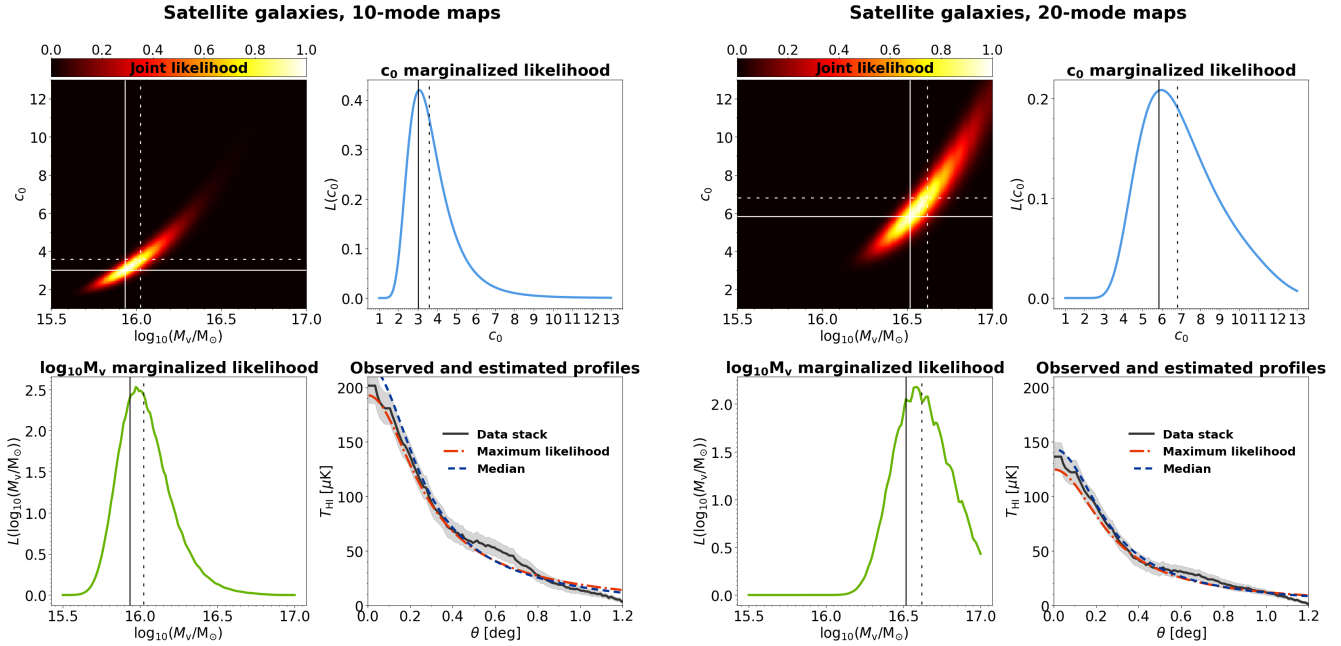 Satellite galaxies, 10-mode maps
0.0 0.2 0.4 0.6 0.8 1.0
Joint likelihood
12
10
8
6
4
2
c₀
15.5 16.0 16.5 17.0
log₁₀(Mᵥ/M☉)
c₀ marginalized likelihood
0.4
0.3
0.2
0.1
0.0
L(c₀)
1 2 3 4 5 6 7 8 9 10 11 12 13
c₀
log₁₀Mᵥ marginalized likelihood
2.5
2.0
1.5
1.0
0.5
0.0
L(log₁₀(Mᵥ/M☉))
15.5 16.0 16.5 17.0
log₁₀(Mᵥ/M☉)
Observed and estimated profiles
200
150
100
50
0
T_HI [μK]
Data stack
Maximum likelihood
Median
0.0 0.2 0.4 0.6 0.8 1.0 1.2
θ [deg]
Satellite galaxies, 20-mode maps
0.0 0.2 0.4 0.6 0.8 1.0
Joint likelihood
12
10
8
6
4
2
c₀
15.5 16.0 16.5 17.0
log₁₀(Mᵥ/M☉)
c₀ marginalized likelihood
0.2
0.1
0.0
L(c₀)
1 2 3 4 5 6 7 8 9 10 11 12 13
c₀
log₁₀Mᵥ marginalized likelihood
2.0
1.5
1.0
0.5
0.0
L(log₁₀(Mᵥ/M☉))
15.5 16.0 16.5 17.0
log₁₀(Mᵥ/M☉)
Observed and estimated profiles
200
150
100
50
0
T_HI [μK]
Data stack
Maximum likelihood
Median
0.0 0.2 0.4 0.6 0.8 1.0 1.2
θ [deg]